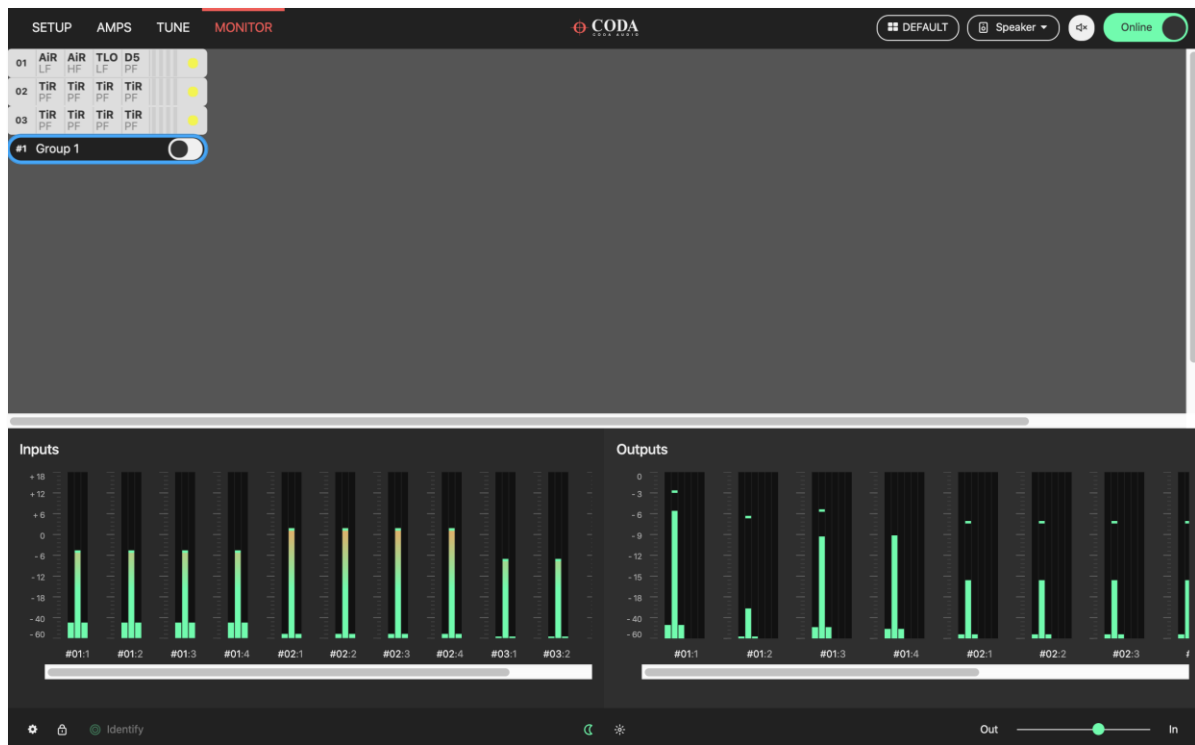 SETUP AMPS TUNE MONITOR CODA DEFAULT Speaker Online
CODA AUDIO
01 AiR AiR TLO D5
LF HF LF PF
02 TiR TiR TiR TiR
PF PF PF PF
03 TiR TiR TiR TiR
PF PF PF PF
#1 Group 1
Inputs
+18
+12
+6
0
-6
-12
-18
-40
-60
#01:1 #01:2 #01:3 #01:4 #02:1 #02:2 #02:3 #02:4 #03:1 #03:2
Outputs
0
-3
-6
-9
-12
-15
-18
-40
-60
#01:1 #01:2 #01:3 #01:4 #02:1 #02:2 #02:3 #
Identify Out In